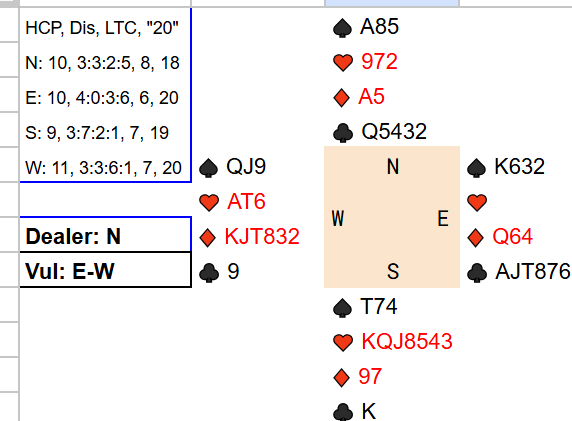 HCP, Dis, LTC, "20"
N: 10, 3:3:2:5, 8, 18
E: 10, 4:0:3:6, 6, 20
S: 9, 3:7:2:1, 7, 19
W: 11, 3:3:6:1, 7, 20
Dealer: N
Vul: E-W
♠ A85
♥ 972
♦ A5
♣ Q5432
♠ QJ9
♥ AT6
♦ KJT832
♣ 9
N
W E
S
♠ K632
♥
♦ Q64
♣ AJT876
♠ T74
♥ KQJ8543
♦ 97
♣ K